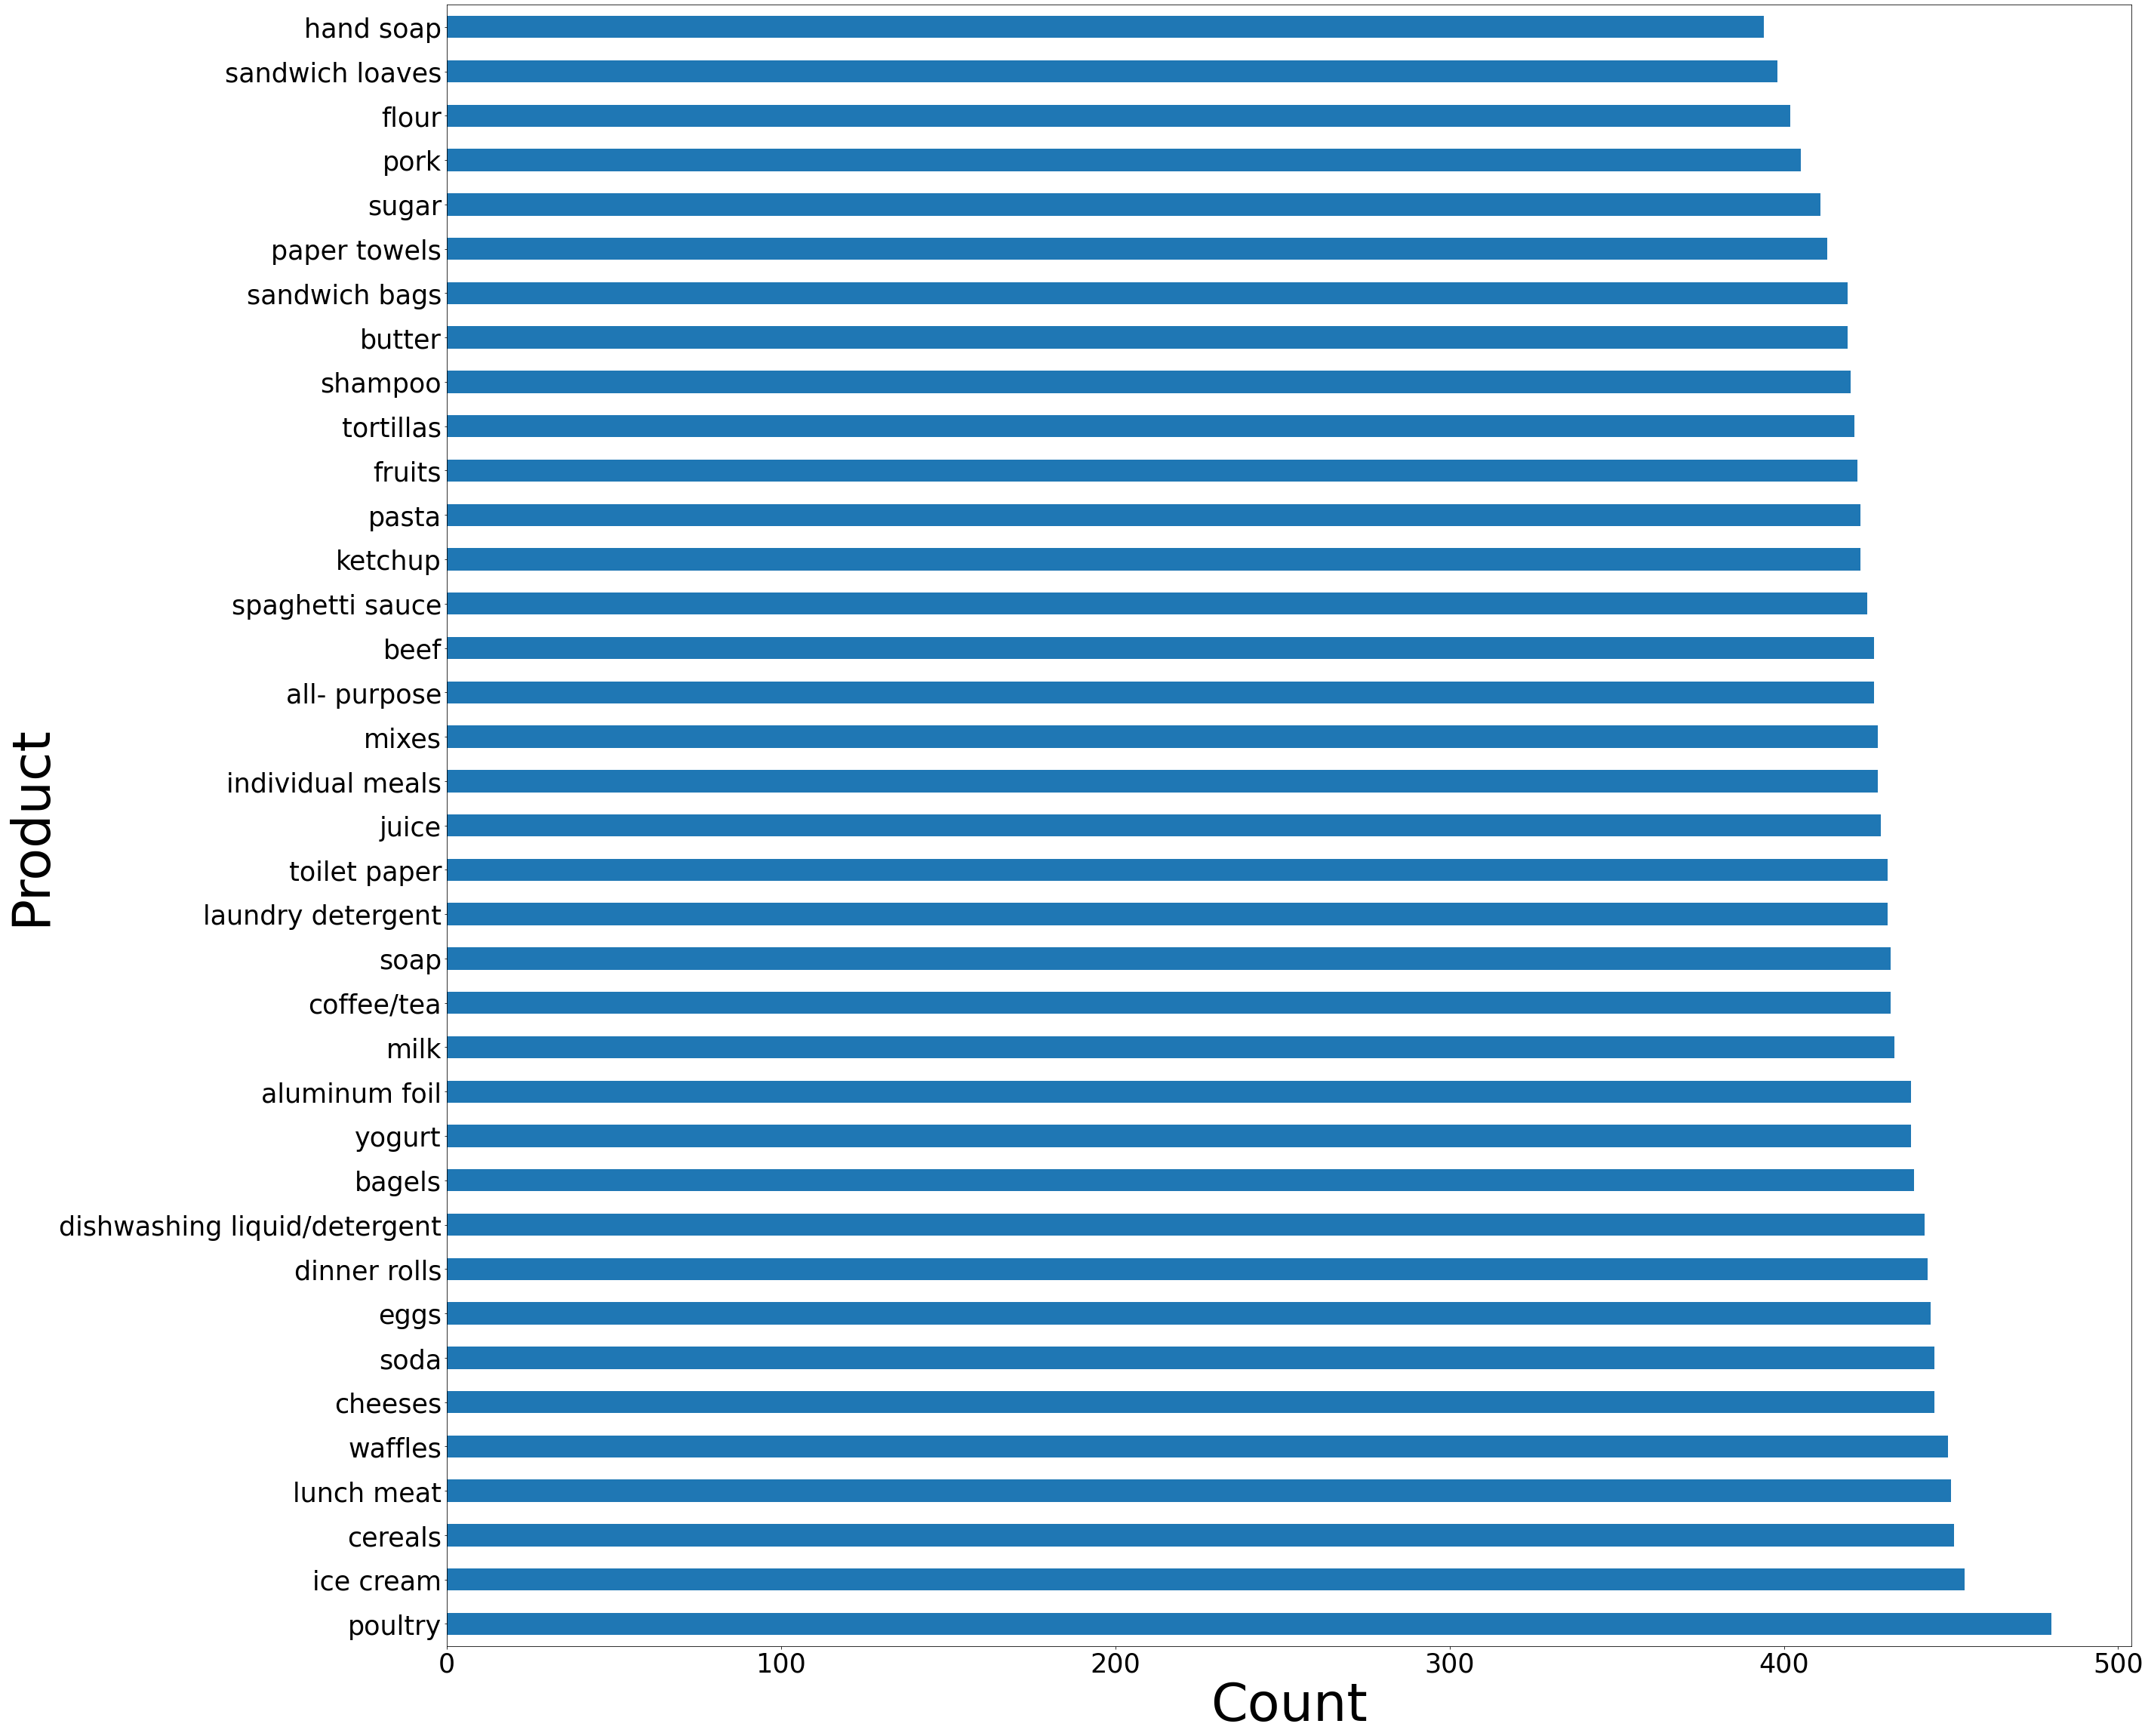 hand soap
sandwich loaves
flour
pork
sugar
paper towels
sandwich bags
butter
shampoo
tortillas
fruits
pasta
ketchup
spaghetti sauce
beef
all- purpose
mixes
individual meals
juice
toilet paper
laundry detergent
soap
coffee/tea
milk
aluminum foil
yogurt
bagels
dishwashing liquid/detergent
dinner rolls
eggs
soda
cheeses
waffles
lunch meat
cereals
ice cream
poultry
Product
0 100 200 300 400 500
Count